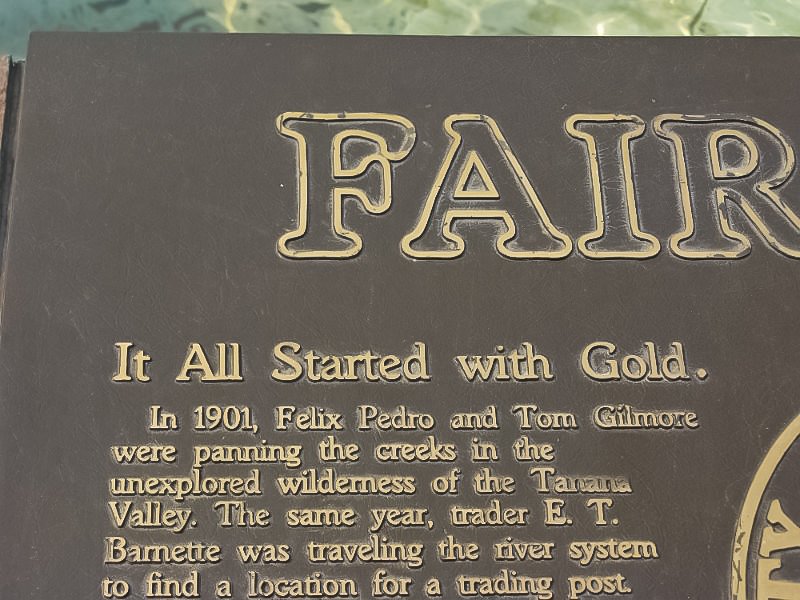 FAIR
It All Started with Gold.
In 1901, Felix Pedro and Tom Gilmore
were panning the creeks in the
unexplored wilderness of the Tanana
Valley. The same year, trader E. T.
Barnette was traveling the river system
to find a location for a trading post.
TY